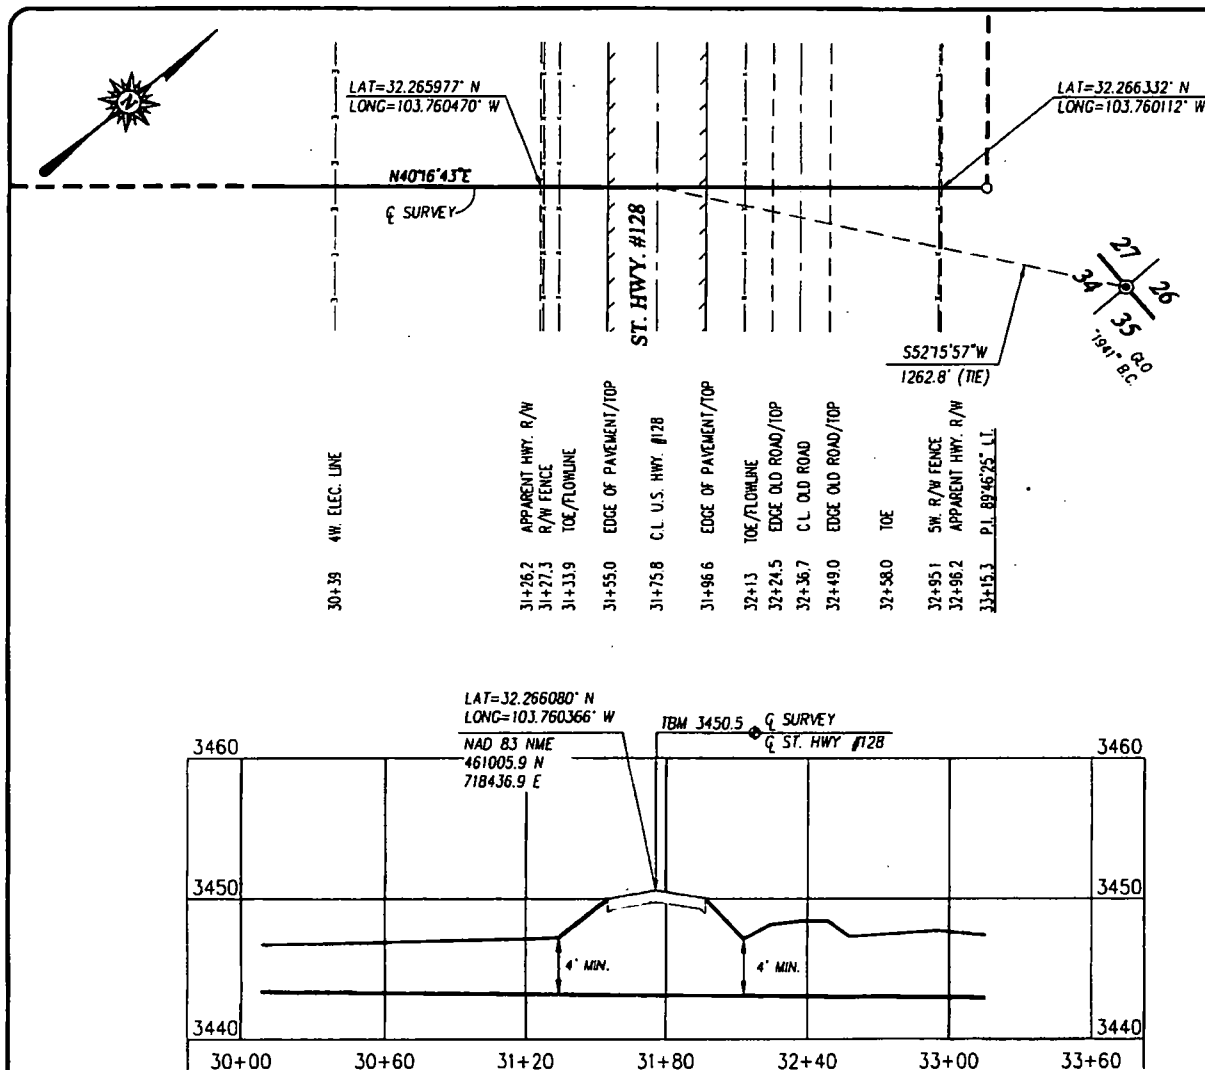 N
LAT=32.265977° N
LONG=103.760470° W
LAT=32.266332° N
LONG=103.760112° W
N40°16'43"E
℄ SURVEY
ST. HWY. #128
27
34
26
35
"1941" GLO
B.C.
S52°15'57"W
1262.8' (TIE)
30+39 4W. ELEC. LINE
31+26.2 APPARENT HWY. R/W
31+27.3 R/W FENCE
31+33.9 TOE/FLOWLINE
31+55.0 EDGE OF PAVEMENT/TOP
31+75.8 C.L. U.S. HWY. #128
31+96.6 EDGE OF PAVEMENT/TOP
32+13 TOE/FLOWLINE
32+24.5 EDGE OLD ROAD/TOP
32+36.7 C.L. OLD ROAD
32+49.0 EDGE OLD ROAD/TOP
32+58.0 TOE
32+95.1 5W. R/W FENCE
32+96.2 APPARENT HWY. R/W
33+15.3 P.I. 89°46'25" LT.
LAT=32.266080° N
LONG=103.760366° W
NAD 83 NME
461005.9 N
718436.9 E
TBM 3450.5 ℄ SURVEY
℄ ST. HWY #128
3460 3460
3450 3450
4' MIN. 4' MIN.
3440 3440
30+00 30+60 31+20 31+80 32+40 33+00 33+60